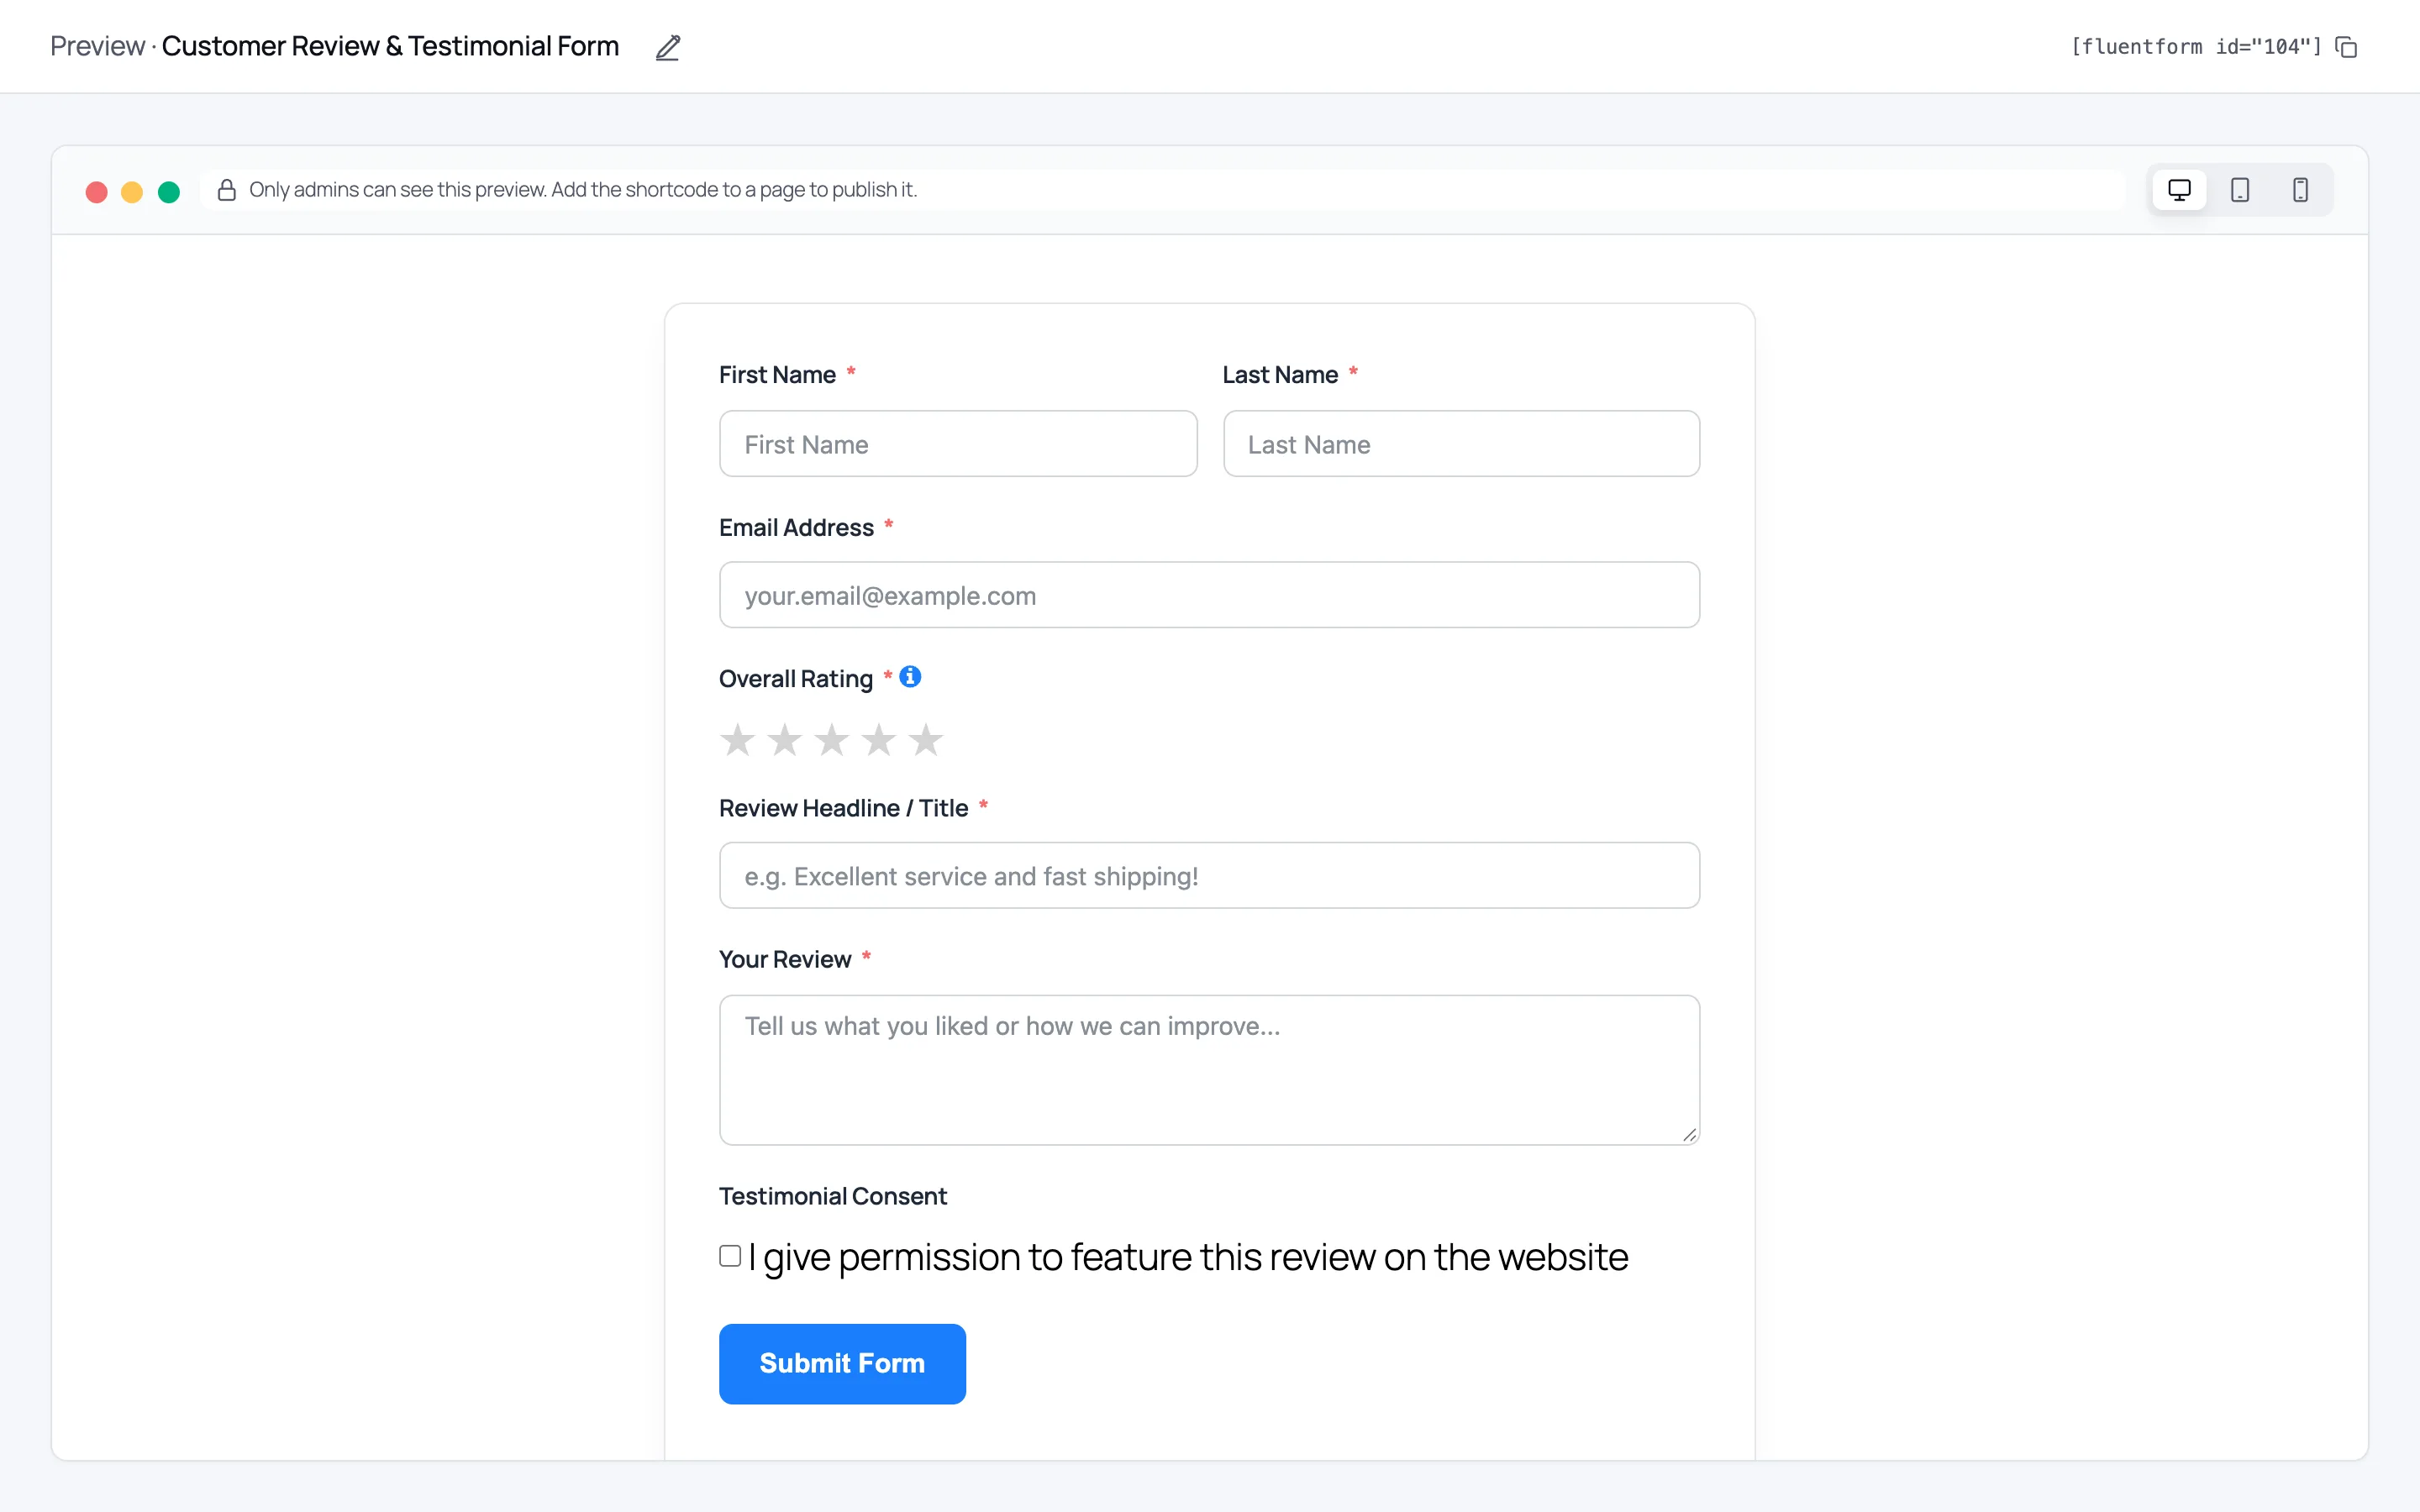 Preview · Customer Review & Testimonial Form
[fluentform id="104"]
Only admins can see this preview. Add the shortcode to a page to publish it.
First Name *
Last Name *
First Name
Last Name
Email Address *
your.email@example.com
Overall Rating *
Review Headline / Title *
e.g. Excellent service and fast shipping!
Your Review *
Tell us what you liked or how we can improve...
Testimonial Consent
I give permission to feature this review on the website
Submit Form